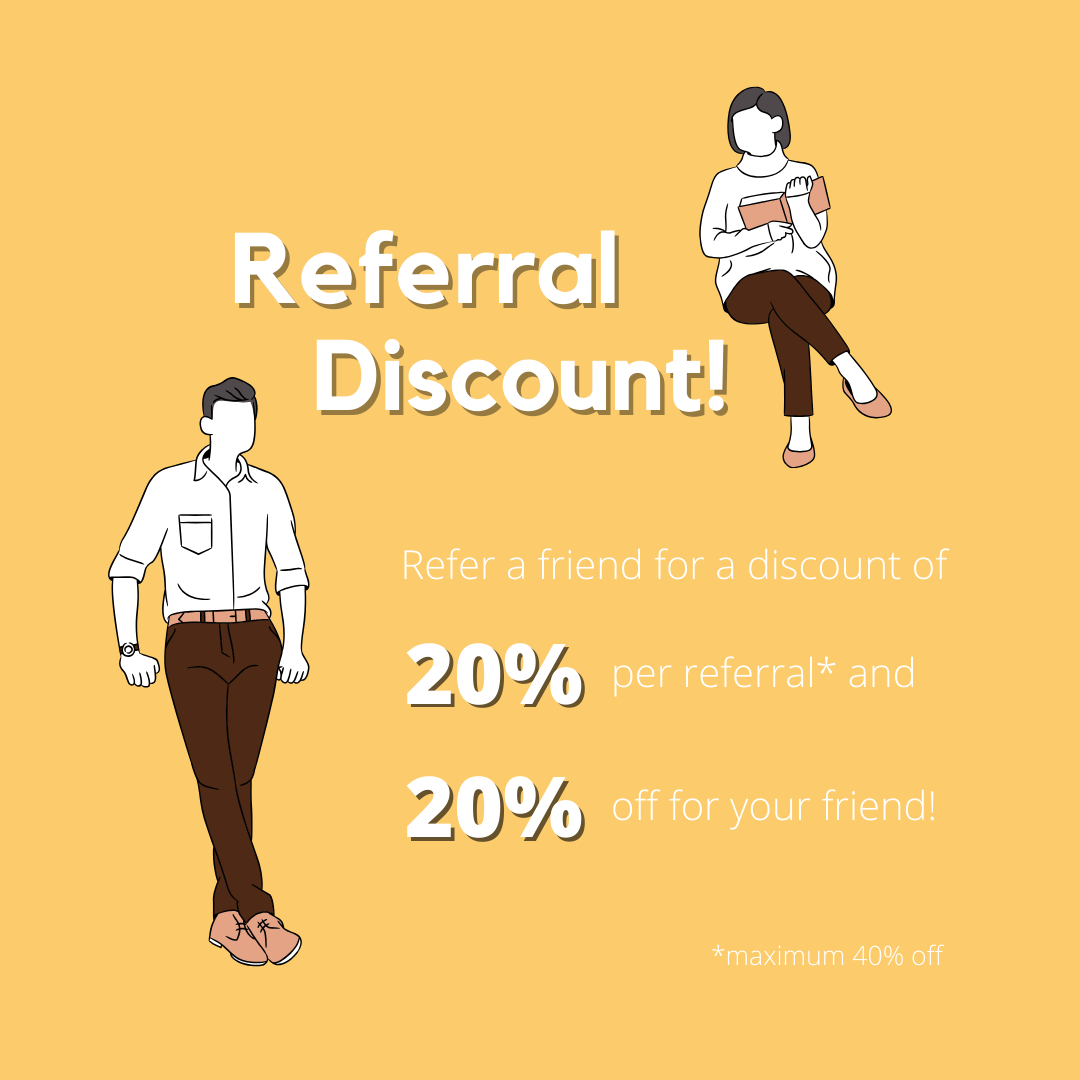 Referral
Discount!
Refer a friend for a discount of
20% per referral* and
20% off for your friend!
*maximum 40% off